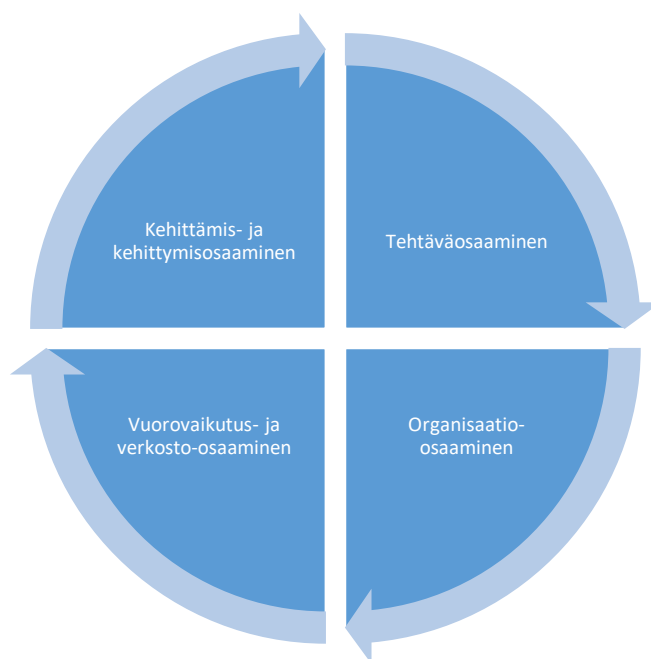 Kehittämis- ja
kehittymisosaaminen
Tehtäväosaaminen
Vuorovaikutus- ja
verkosto-osaaminen
Organisaatio-
osaaminen